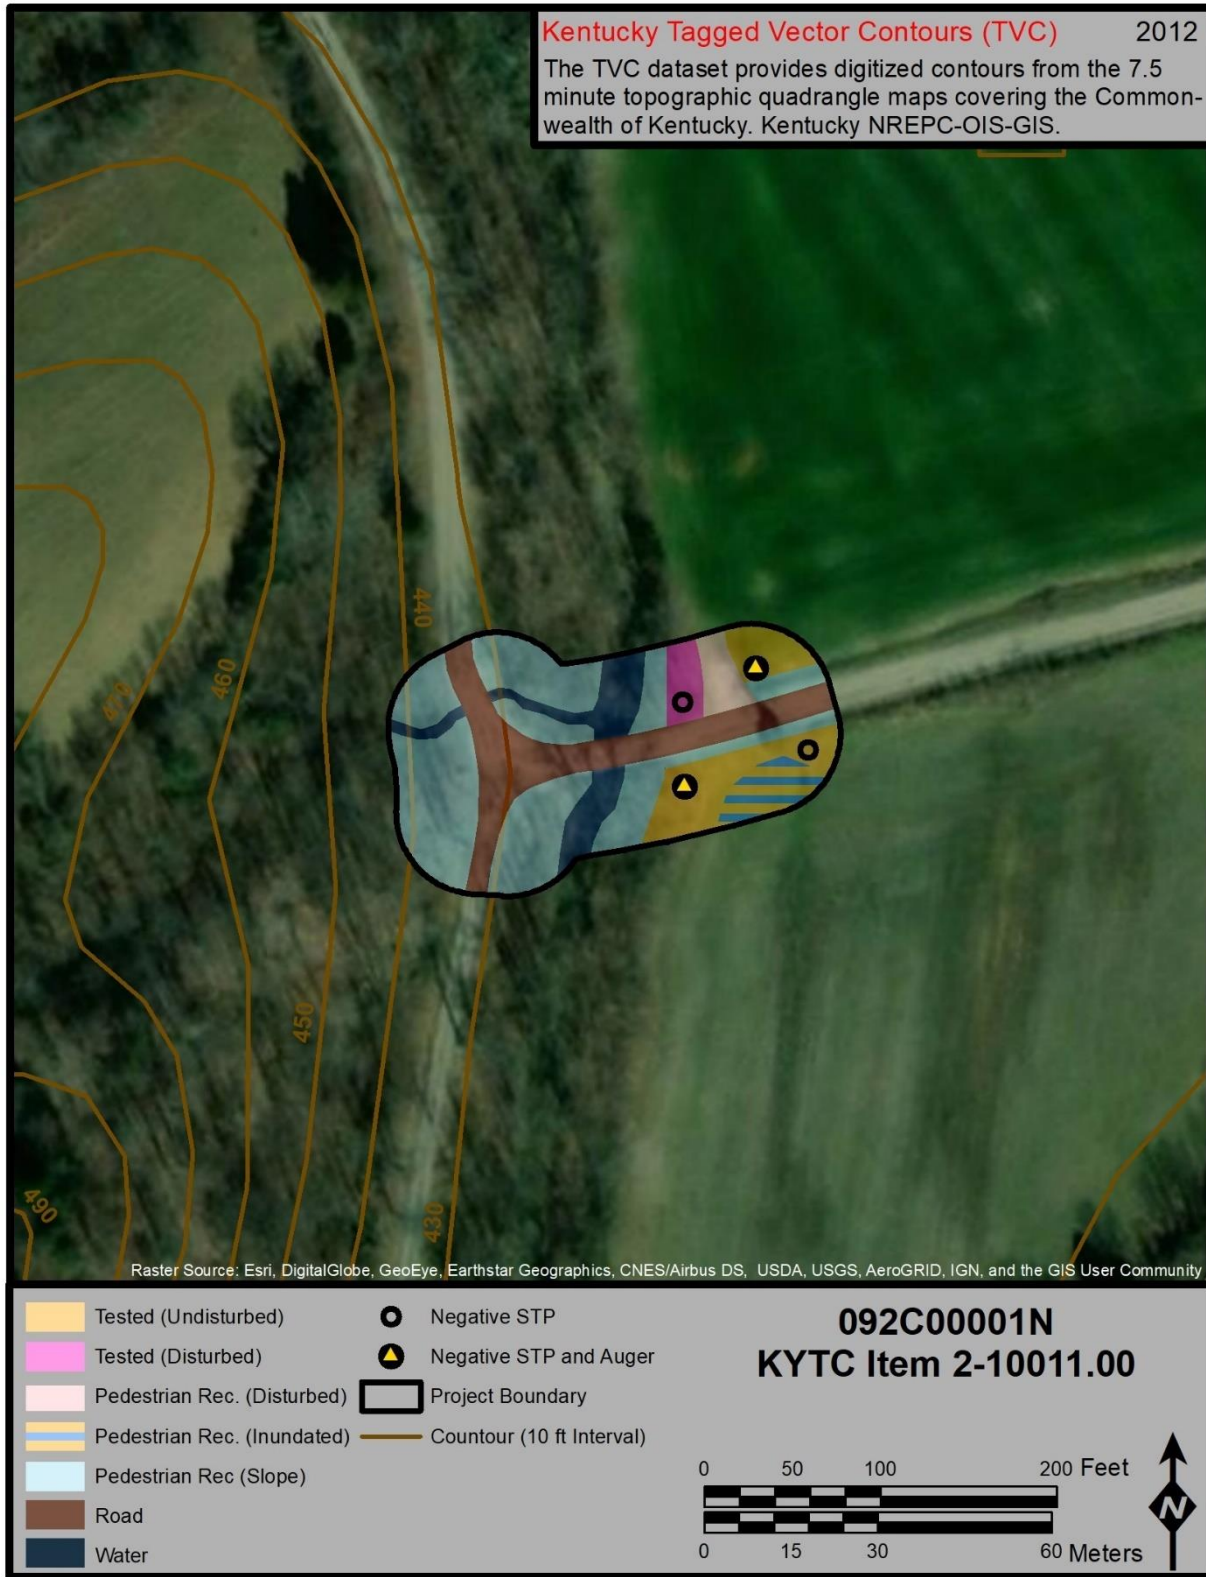 Kentucky Tagged Vector Contours (TVC) 2012
The TVC dataset provides digitized contours from the 7.5
minute topographic quadrangle maps covering the Common-
wealth of Kentucky. Kentucky NREPC-OIS-GIS.
440
460
470
450
490
430
Raster Source: Esri, DigitalGlobe, GeoEye, Earthstar Geographics, CNES/Airbus DS, USDA, USGS, AeroGRID, IGN, and the GIS User Community
Tested (Undisturbed)
Tested (Disturbed)
Pedestrian Rec. (Disturbed)
Pedestrian Rec. (Inundated)
Pedestrian Rec (Slope)
Road
Water
Negative STP
Negative STP and Auger
Project Boundary
Countour (10 ft Interval)
092C00001N
KYTC Item 2-10011.00
0 50 100 200 Feet
0 15 30 60 Meters
N